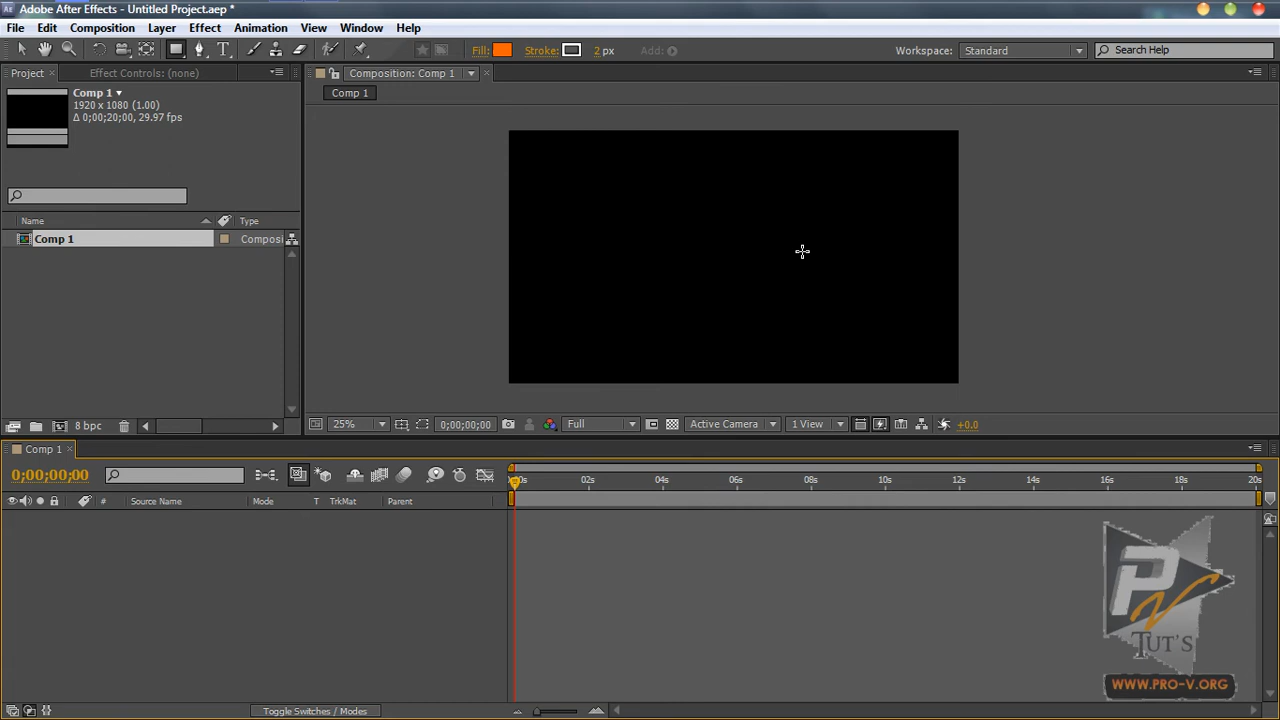 Adobe After Effects - Untitled Project.aep *
File Edit Composition Layer Effect Animation View Window Help
Fill: Stroke: 2 px Add: Workspace: Standard Search Help
Project Effect Controls: (none) Composition: Comp 1
Comp 1
Comp 1
1920 x 1080 (1.00)
Δ 0;00;20;00, 29.97 fps
Name Type
Comp 1 Composi
8 bpc 25% 0;00;00;00 Full Active Camera 1 View +0.0
Comp 1
0;00;00;00
# Source Name Mode T TrkMat Parent
02s 04s 06s 08s 10s 12s 14s 16s 18s 20s
PV
TUT'S
WWW.PRO-V.ORG
Toggle Switches / Modes